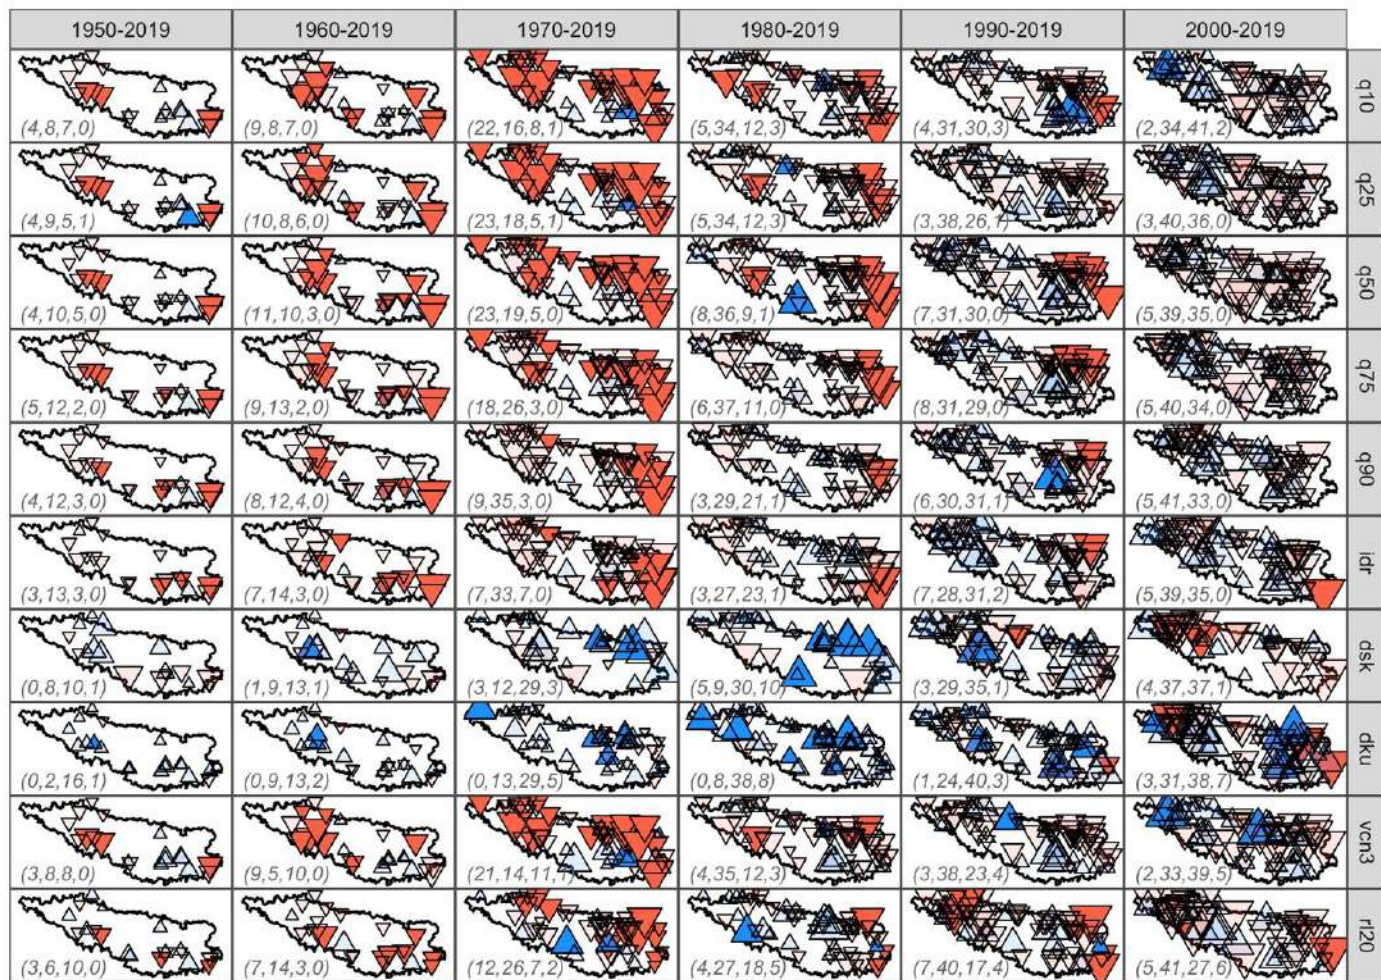 1950-2019 1960-2019 1970-2019 1980-2019 1990-2019 2000-2019
(4,8,7,0) (9,8,7,0) (22,16,8,1) (5,34,12,3) (4,31,30,3) (2,34,41,2) q10
(4,9,5,1) (10,8,6,0) (23,18,5,1) (5,34,12,3) (3,38,26,1) (3,40,36,0) q25
(4,10,5,0) (11,10,3,0) (23,19,5,0) (8,36,9,1) (7,31,30,0) (5,39,35,0) q50
(5,12,2,0) (9,13,2,0) (18,26,3,0) (6,37,11,0) (8,31,29,0) (5,40,34,0) q75
(4,12,3,0) (8,12,4,0) (9,35,3,0) (3,29,21,1) (6,30,31,1) (5,41,33,0) q90
(3,13,3,0) (7,14,3,0) (7,33,7,0) (3,27,23,1) (7,28,31,2) (5,39,35,0) idr
(0,8,10,1) (1,9,13,1) (3,12,29,3) (5,9,30,10) (3,29,35,1) (4,37,37,1) dsk
(0,2,16,1) (0,9,13,2) (0,13,29,5) (0,8,38,8) (1,24,40,3) (3,31,38,7) dku
(3,8,8,0) (9,5,10,0) (21,14,11,1) (4,35,12,3) (3,38,23,4) (2,33,39,5) vcn3
(3,6,10,0) (7,14,3,0) (12,26,7,2) (4,27,18,5) (7,40,17,4) (5,41,27,6) rl20